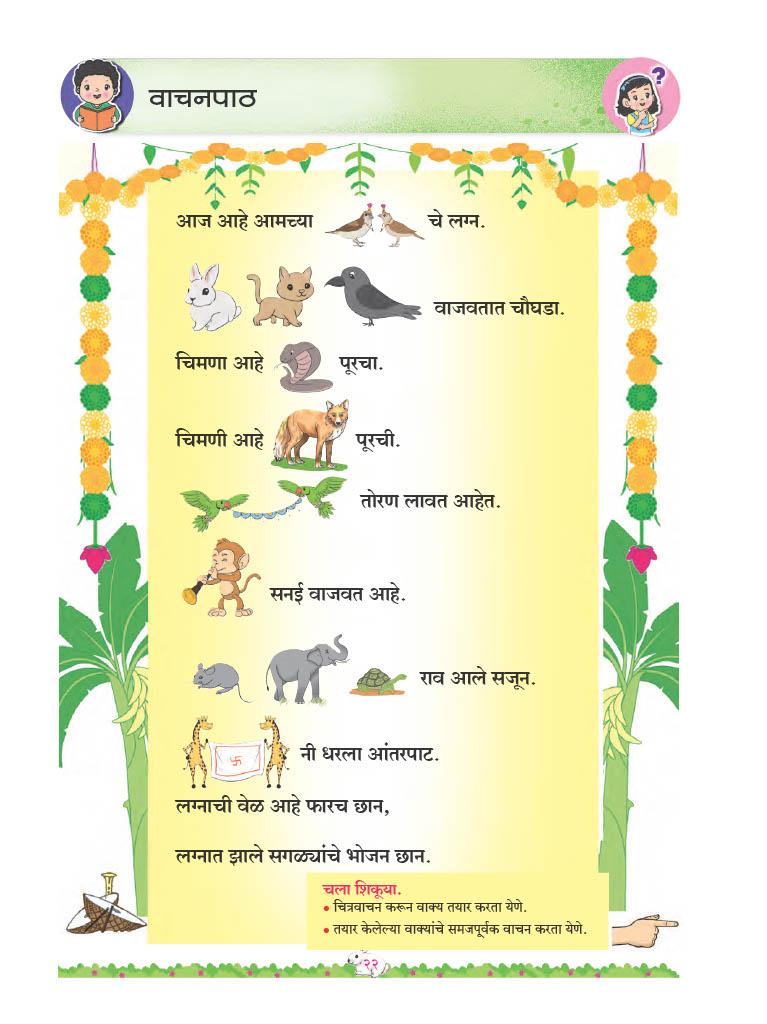 वाचनपाठ
?
आज आहे आमच्या चे लग्न.
वाजवतात चौघडा.
चिमणा आहे पूरचा.
चिमणी आहे पूरची.
तोरण लावत आहेत.
सनई वाजवत आहे.
राव आले सजून.
नी धरला आंतरपाट.
लग्नाची वेळ आहे फारच छान,
लग्नात झाले सगळ्यांचे भोजन छान.
चला शिकूया.
• चित्रवाचन करून वाक्य तयार करता येणे.
• तयार केलेल्या वाक्यांचे समजपूर्वक वाचन करता येणे.
२२